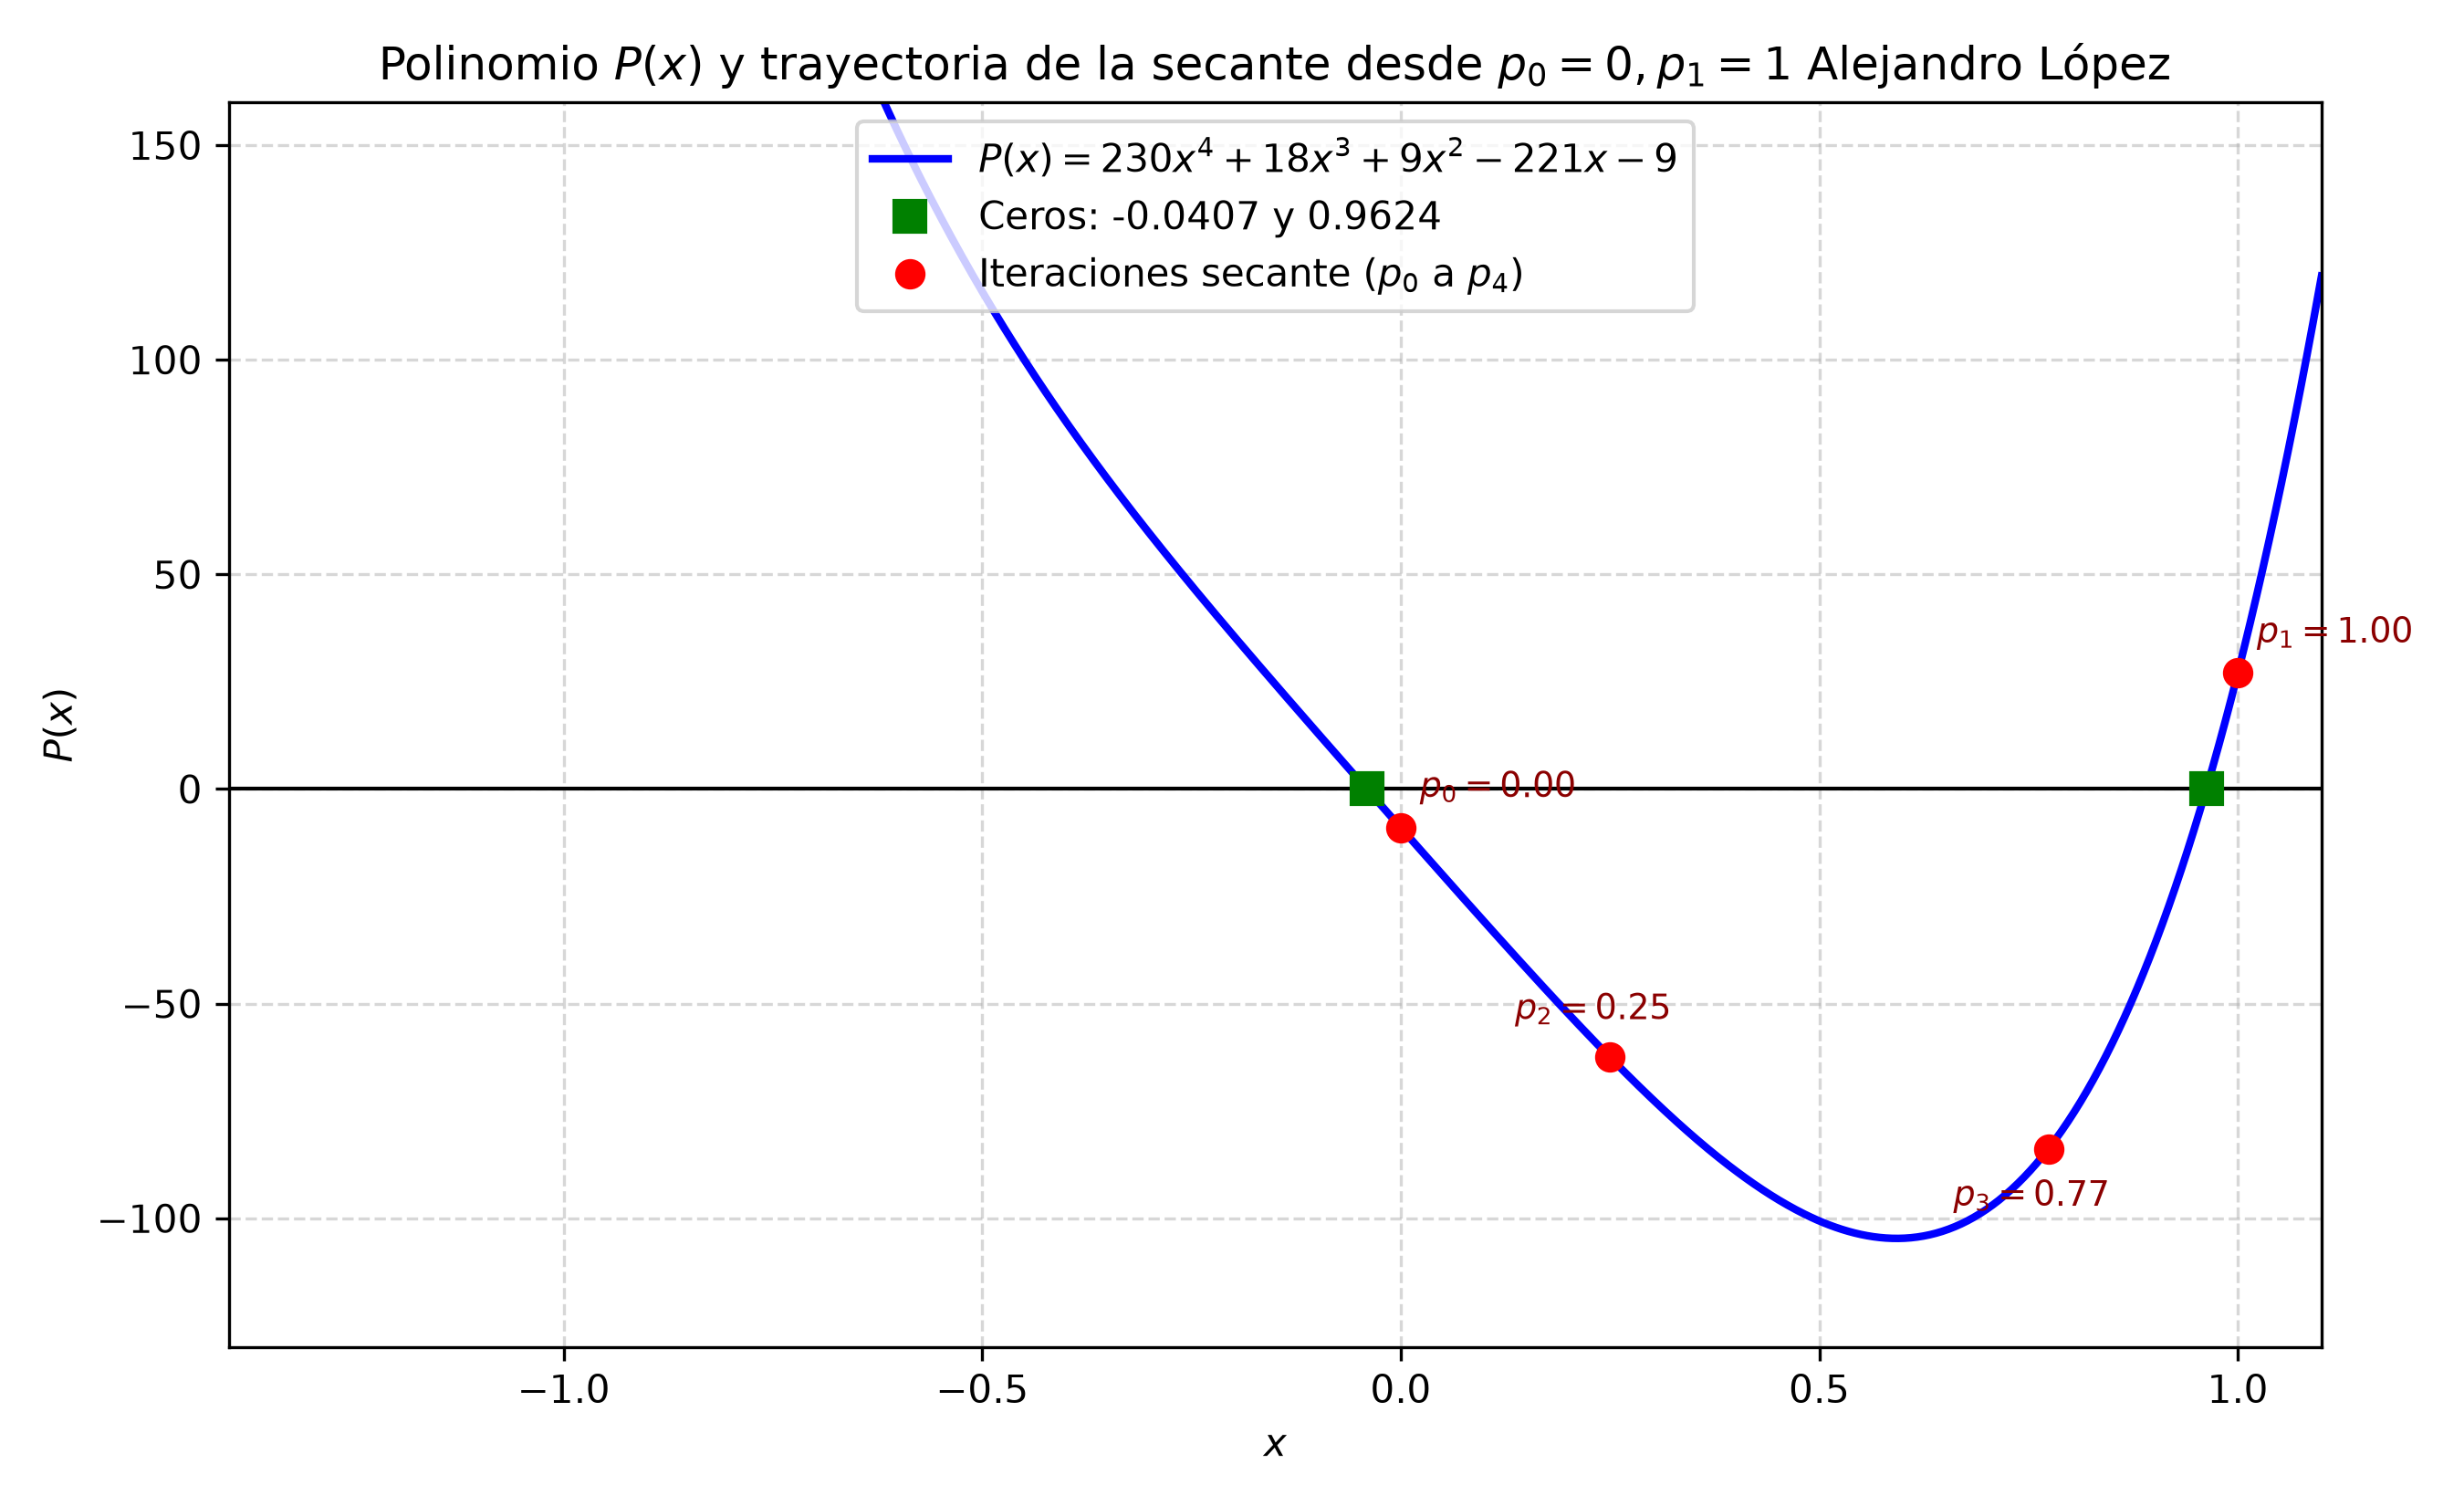 Polinomio P(x) y trayectoria de la secante desde p₀ = 0, p₁ = 1 Alejandro López
P(x) = 230x⁴ + 18x³ + 9x² − 221x − 9
Ceros: -0.0407 y 0.9624
Iteraciones secante (p₀ a p₄)
150
100
50
0
−50
−100
P(x)
p₁ = 1.00
p₀ = 0.00
p₂ = 0.25
p₃ = 0.77
−1.0
−0.5
0.0
0.5
1.0
x